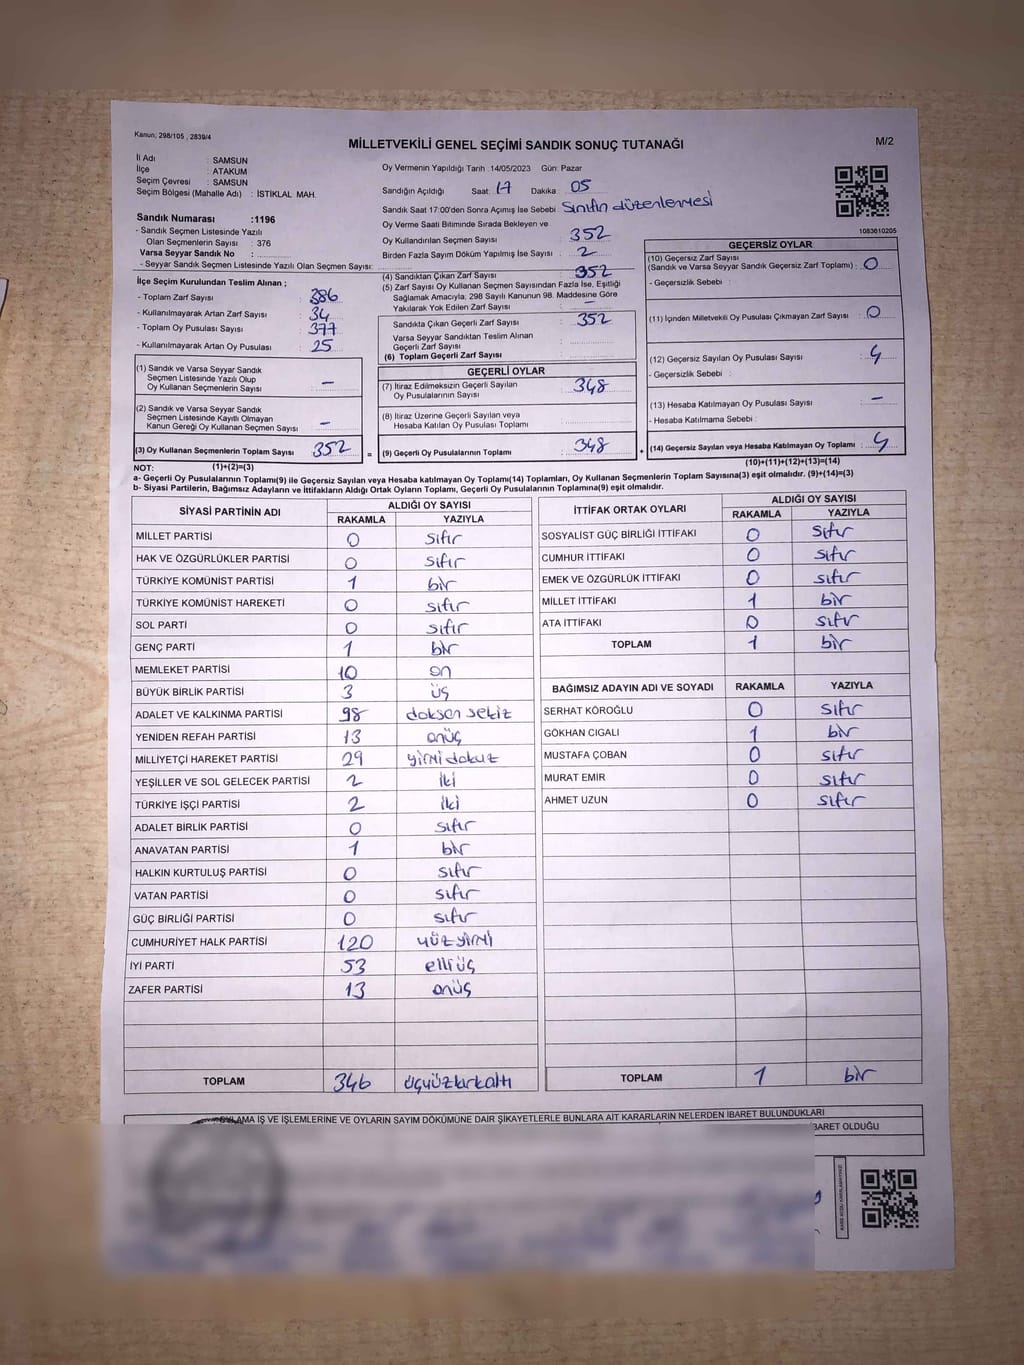 Kanun; 298/105 , 2839/4
MİLLETVEKİLİ GENEL SEÇİMİ SANDIK SONUÇ TUTANAĞI
M/2
İl Adı : SAMSUN
İlçe : ATAKUM
Seçim Çevresi : SAMSUN
Seçim Bölgesi (Mahalle Adı) : İSTİKLAL MAH.
Sandık Numarası :1196
- Sandık Seçmen Listesinde Yazılı
Olan Seçmenlerin Sayısı : 376
Varsa Seyyar Sandık No :
- Seyyar Sandık Seçmen Listesinde Yazılı Olan Seçmen Sayısı:
Oy Vermenin Yapıldığı Tarih :14/05/2023 Gün: Pazar
Sandığın Açıldığı Saat: 17 Dakika: 05
Sandık Saat 17:00'den Sonra Açımış İse Sebebi : Sınıfın düzenlenmesi
Oy Verme Saati Bitiminde Sırada Bekleyen ve
Oy Kullandırılan Seçmen Sayısı 352
Birden Fazla Sayım Döküm Yapılmış İse Sayısı : 2
1083610205
İlçe Seçim Kurulundan Teslim Alınan ;
- Toplam Zarf Sayısı : 386
- Kullanılmayarak Artan Zarf Sayısı : 34
- Toplam Oy Pusulası Sayısı : 377
- Kullanılmayarak Artan Oy Pusulası : 25
(4) Sandıktan Çıkan Zarf Sayısı : 352
(5) Zarf Sayısı Oy Kullanan Seçmen Sayısından Fazla İse, Eşitliği
Sağlamak Amacıyla, 298 Sayılı Kanunun 98. Maddesine Göre
Yakılarak Yok Edilen Zarf Sayısı : —
Sandıkta Çıkan Geçerli Zarf Sayısı : 352
Varsa Seyyar Sandıktan Teslim Alınan
Geçerli Zarf Sayısı :
(6) Toplam Geçerli Zarf Sayısı :
GEÇERSİZ OYLAR
(10) Geçersiz Zarf Sayısı
(Sandık ve Varsa Seyyar Sandık Geçersiz Zarf Toplamı) : 0
- Geçersizlik Sebebi :
(11) İçinden Milletvekili Oy Pusulası Çıkmayan Zarf Sayısı : 0
(12) Geçersiz Sayılan Oy Pusulası Sayısı : 4
- Geçersizlik Sebebi :
(13) Hesaba Katılmayan Oy Pusulası Sayısı : —
- Hesaba Katılmama Sebebi :
(14) Geçersiz Sayılan veya Hesaba Katılmayan Oy Toplamı : 4
(1) Sandık ve Varsa Seyyar Sandık
Seçmen Listesinde Yazılı Olup
Oy Kullanan Seçmenlerin Sayısı : —
(2) Sandık ve Varsa Seyyar Sandık
Seçmen Listesinde Kayıtlı Olmayan
Kanun Gereği Oy Kullanan Seçmen Sayısı : —
(3) Oy Kullanan Seçmenlerin Toplam Sayısı : 352
=
GEÇERLİ OYLAR
(7) İtiraz Edilmeksizin Geçerli Sayılan
Oy Pusulalarının Sayısı : 348
(8) İtiraz Üzerine Geçerli Sayılan veya
Hesaba Katılan Oy Pusulası Toplamı :
(9) Geçerli Oy Pusulalarının Toplamı : 348
+
NOT: (1)+(2)=(3)
(10)+(11)+(12)+(13)=(14)
a- Geçerli Oy Pusulalarının Toplamı(9) ile Geçersiz Sayılan veya Hesaba katılmayan Oy Toplamı(14) Toplamları, Oy Kullanan Seçmenlerin Toplam Sayısına(3) eşit olmalıdır. (9)+(14)=(3)
b- Siyasi Partilerin, Bağımsız Adayların ve İttifakların Aldığı Ortak Oyların Toplamı, Geçerli Oy Pusulalarının Toplamına(9) eşit olmalıdır.
SİYASİ PARTİNİN ADI ALDIĞI OY SAYISI
RAKAMLA YAZIYLA
MİLLET PARTİSİ 0 sıfır
HAK VE ÖZGÜRLÜKLER PARTİSİ 0 sıfır
TÜRKİYE KOMÜNİST PARTİSİ 1 bir
TÜRKİYE KOMÜNİST HAREKETİ 0 sıfır
SOL PARTİ 0 sıfır
GENÇ PARTİ 1 bir
MEMLEKET PARTİSİ 10 on
BÜYÜK BİRLİK PARTİSİ 3 üç
ADALET VE KALKINMA PARTİSİ 98 doksan sekiz
YENİDEN REFAH PARTİSİ 13 onüç
MİLLİYETÇİ HAREKET PARTİSİ 29 yirmi dokuz
YEŞİLLER VE SOL GELECEK PARTİSİ 2 iki
TÜRKİYE İŞÇİ PARTİSİ 2 iki
ADALET BİRLİK PARTİSİ 0 sıfır
ANAVATAN PARTİSİ 1 bir
HALKIN KURTULUŞ PARTİSİ 0 sıfır
VATAN PARTİSİ 0 sıfır
GÜÇ BİRLİĞİ PARTİSİ 0 sıfır
CUMHURİYET HALK PARTİSİ 120 yüz yirmi
İYİ PARTİ 53 elli üç
ZAFER PARTİSİ 13 onüç
TOPLAM 346 üçyüzkırkaltı
İTTİFAK ORTAK OYLARI ALDIĞI OY SAYISI
RAKAMLA YAZIYLA
SOSYALİST GÜÇ BİRLİĞİ İTTİFAKI 0 sıfır
CUMHUR İTTİFAKI 0 sıfır
EMEK VE ÖZGÜRLÜK İTTİFAKI 0 sıfır
MİLLET İTTİFAKI 1 bir
ATA İTTİFAKI 0 sıfır
TOPLAM 1 bir
BAĞIMSIZ ADAYIN ADI VE SOYADI RAKAMLA YAZIYLA
SERHAT KÖROĞLU 0 sıfır
GÖKHAN CIGALI 1 bir
MUSTAFA ÇOBAN 0 sıfır
MURAT EMİR 0 sıfır
AHMET UZUN 0 sıfır
TOPLAM 1 bir
OYLAMA İŞ VE İŞLEMLERİNE VE OYLARIN SAYIM DÖKÜMÜNE DAİR ŞİKAYETLERLE BUNLARA AİT KARARLARIN NELERDEN İBARET BULUNDUKLARI
İBARET OLDUĞU